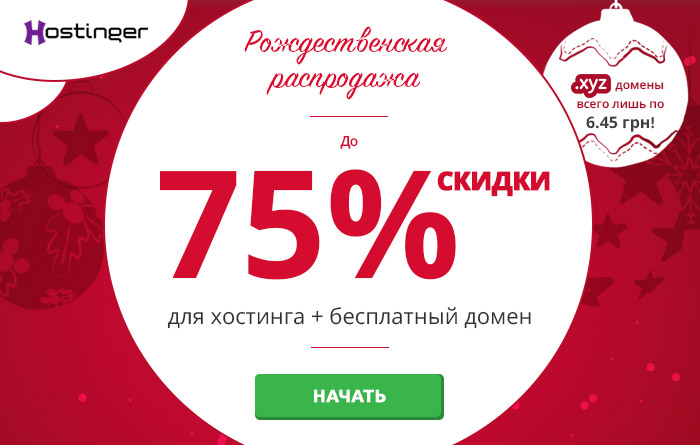 Hostinger
Рождественская
распродажа
.xyz домены
всего лишь по
6.45 грн!
До
75% СКИДКИ
для хостинга + бесплатный домен
НАЧАТЬ